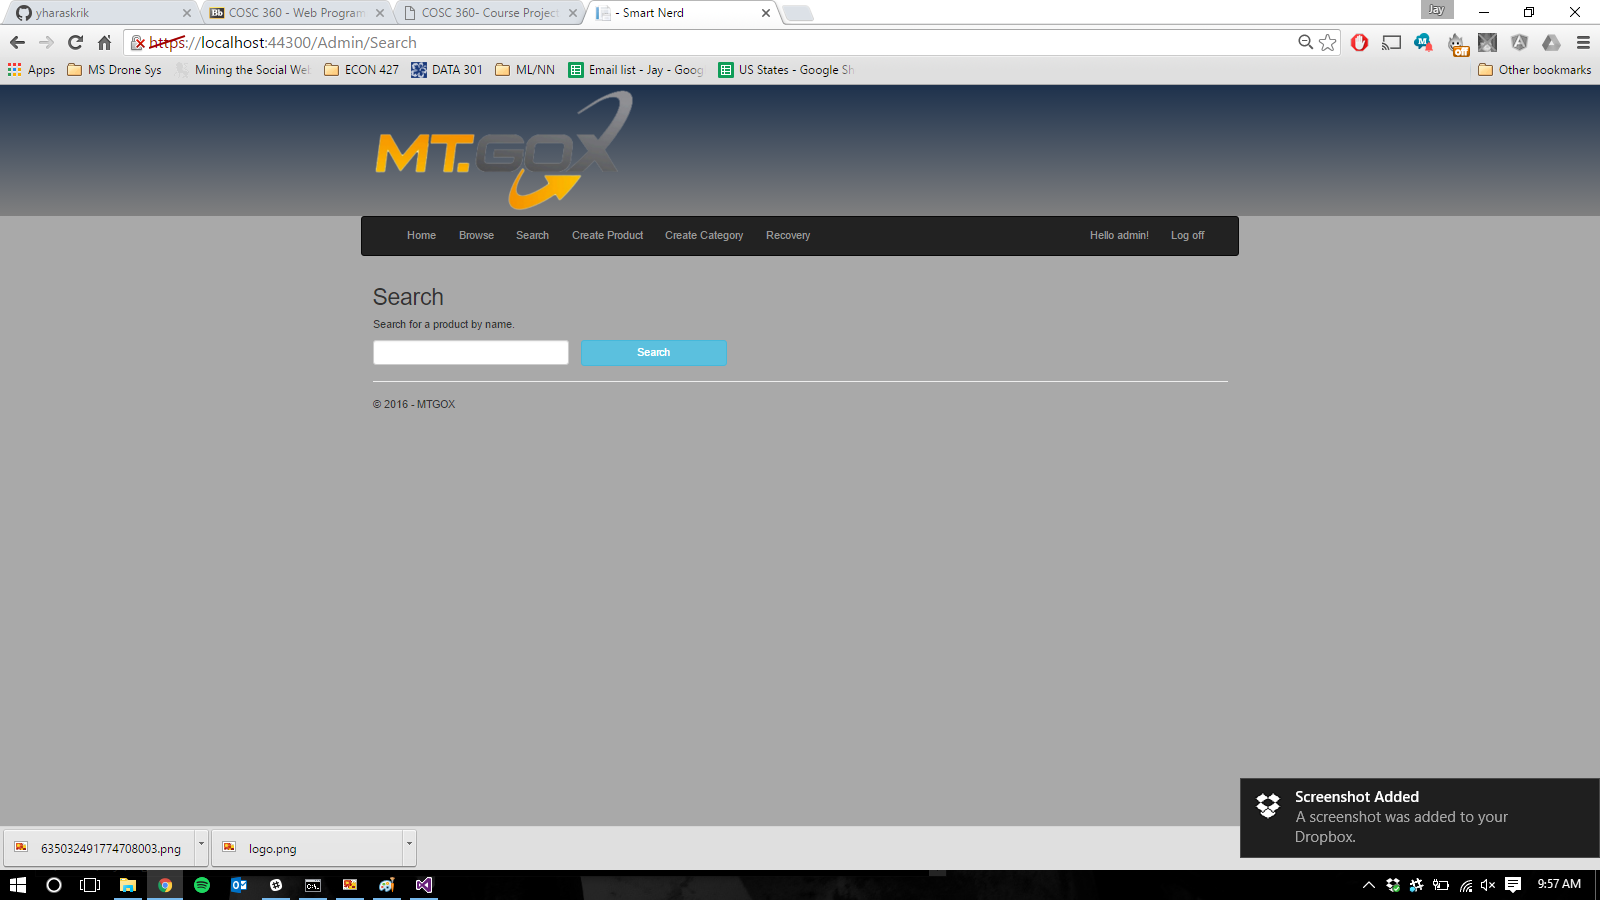 yharaskrik
COSC 360 - Web Program
COSC 360- Course Project
- Smart Nerd
Jay
https://localhost:44300/Admin/Search
Apps
MS Drone Sys
Mining the Social We
ECON 427
DATA 301
ML/NN
Email list - Jay - Goog
US States - Google Sh
Other bookmarks
MT.GOX
Home
Browse
Search
Create Product
Create Category
Recovery
Hello admin!
Log off
Search
Search for a product by name.
Search
© 2016 - MTGOX
Screenshot Added
A screenshot was added to your
Dropbox.
635032491774708003.png
logo.png
9:57 AM